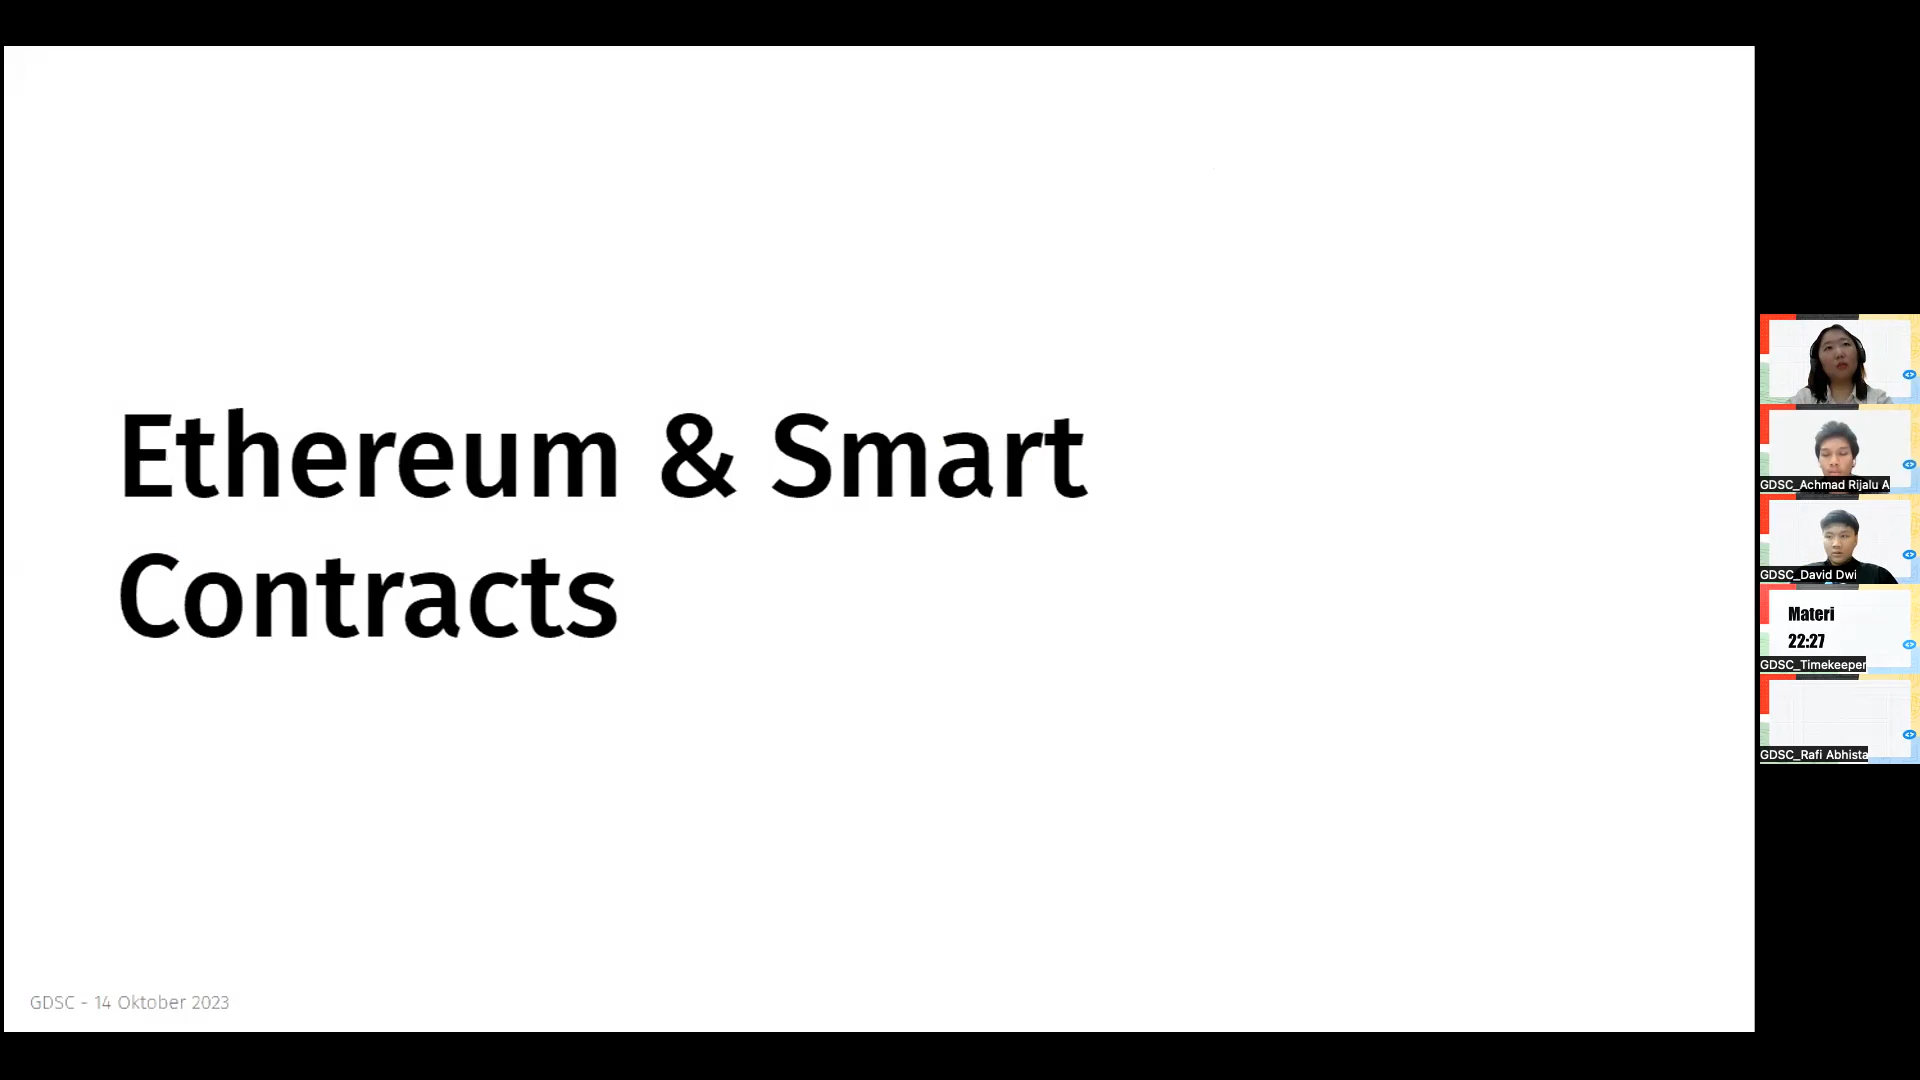 Ethereum & Smart
Contracts
GDSC - 14 Oktober 2023
GDSC_Achmad Rijalu A
GDSC_David Dwi
Materi
22:27
GDSC_Timekeeper
GDSC_Rafi Abhista